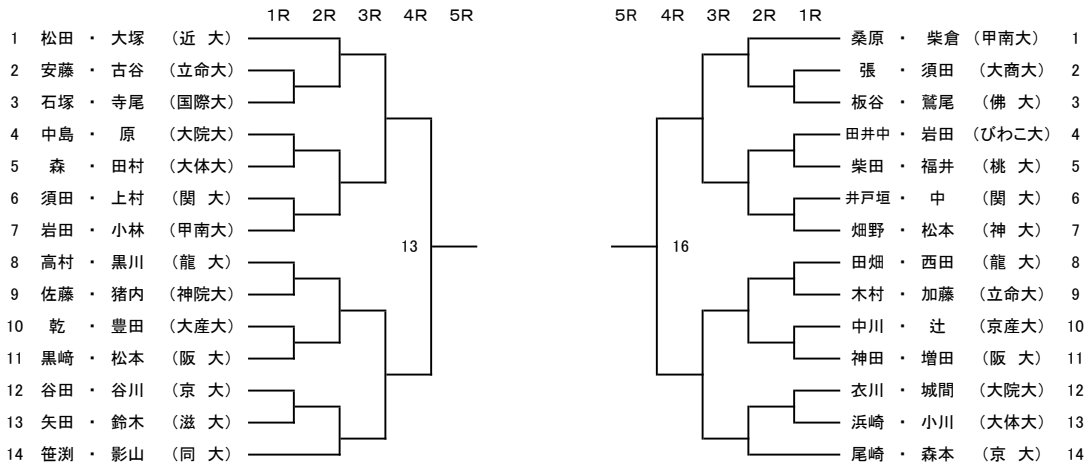 1R 2R 3R 4R 5R
1 松田 ・ 大塚 (近 大)
2 安藤 ・ 古谷 (立命大)
3 石塚 ・ 寺尾 (国際大)
4 中島 ・ 原 (大院大)
5 森 ・ 田村 (大体大)
6 須田 ・ 上村 (関 大)
7 岩田 ・ 小林 (甲南大)
13
8 高村 ・ 黒川 (龍 大)
9 佐藤 ・ 猪内 (神院大)
10 乾 ・ 豊田 (大産大)
11 黒﨑 ・ 松本 (阪 大)
12 谷田 ・ 谷川 (京 大)
13 矢田 ・ 鈴木 (滋 大)
14 笹渕 ・ 影山 (同 大)
5R 4R 3R 2R 1R
桑原 ・ 柴倉 (甲南大) 1
張 ・ 須田 (大商大) 2
板谷 ・ 鷲尾 (佛 大) 3
田井中 ・ 岩田 (びわこ大) 4
柴田 ・ 福井 (桃 大) 5
井戸垣 ・ 中 (関 大) 6
畑野 ・ 松本 (神 大) 7
16
田畑 ・ 西田 (龍 大) 8
木村 ・ 加藤 (立命大) 9
中川 ・ 辻 (京産大) 10
神田 ・ 増田 (阪 大) 11
衣川 ・ 城間 (大院大) 12
浜崎 ・ 小川 (大体大) 13
尾崎 ・ 森本 (京 大) 14